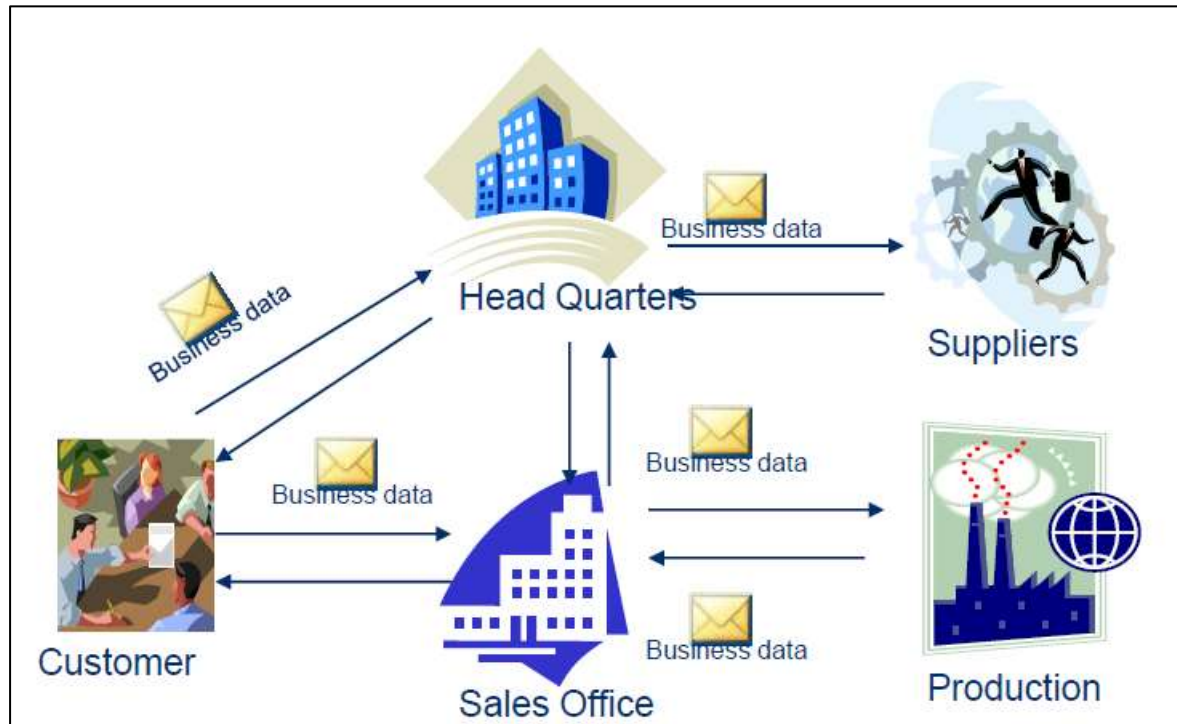 Business data
Head Quarters
Suppliers
Business data
Business data
Business data
Customer
Business data
Sales Office
Production